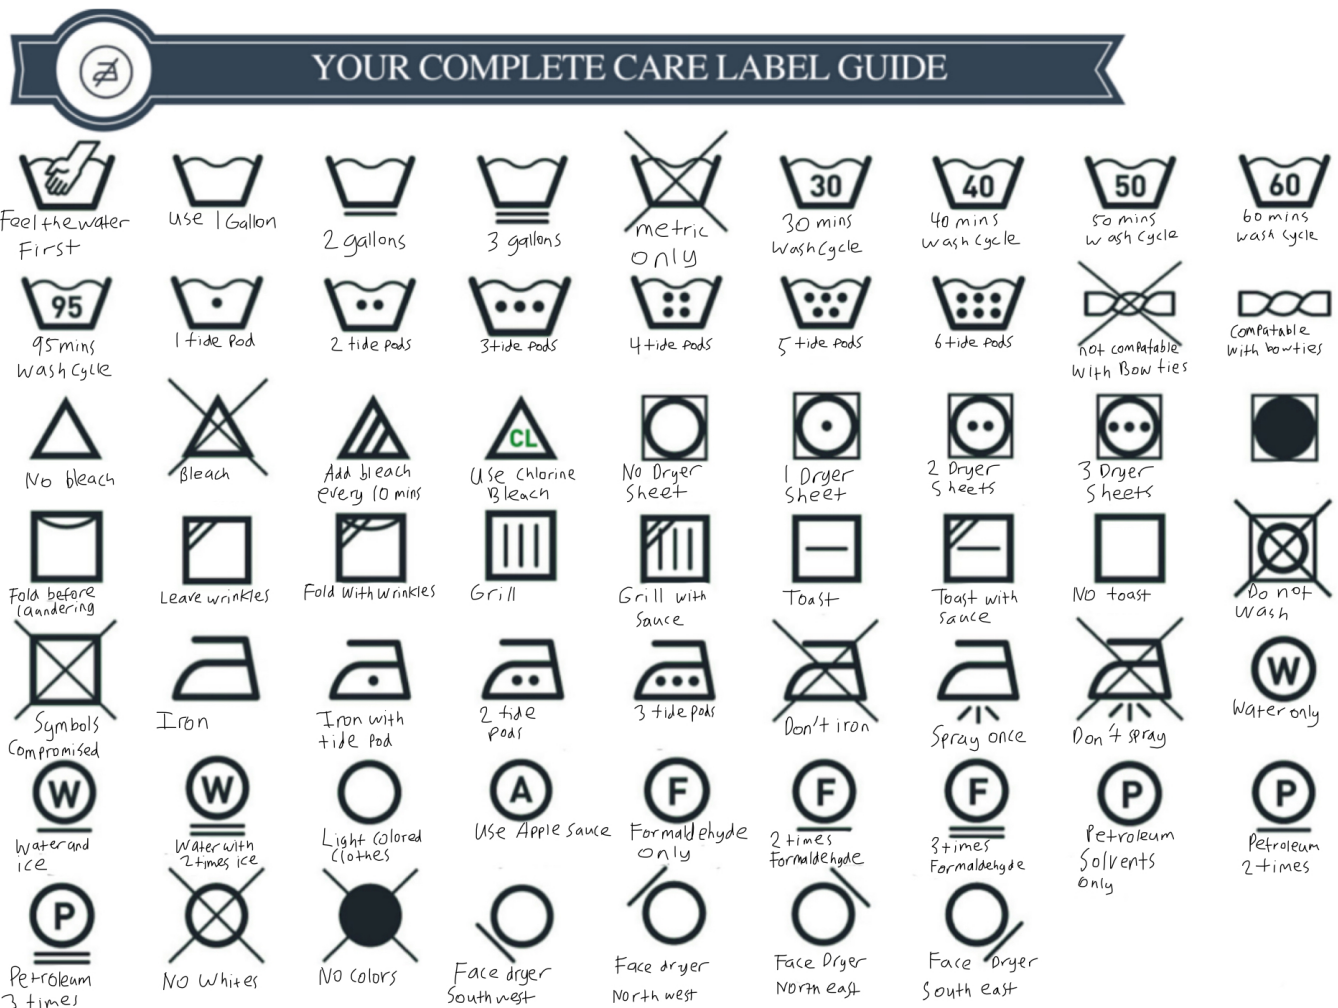 YOUR COMPLETE CARE LABEL GUIDE
30 40 50 60
Feel the water
First
Use 1 Gallon
2 gallons
3 gallons
metric
only
30 mins
Wash Cycle
40 mins
Wash Cycle
50 mins
Wash Cycle
60 mins
Wash Cycle
95
95 mins
Wash Cycle
1 tide Pod
2 tide pods
3 tide pods
4 tide pods
5 tide pods
6 tide pods
not compatable
With Bow ties
Compatable
With bowties
CL
No bleach
Bleach
Add bleach
every 10 mins
Use Chlorine
Bleach
No Dryer
Sheet
1 Dryer
Sheet
2 Dryer
Sheets
3 Dryer
Sheets
Fold before
laundering
Leave wrinkles
Fold With Wrinkles
Grill
Grill with
Sauce
Toast
Toast with
sauce
No toast
Do not
Wash
W
Symbols
Compromised
Iron
Iron with
tide pod
2 tide
pods
3 tide pods
Don't iron
Spray once
Don't spray
Water only
W W A F F F P P
Water and
ice
Water with
2 times ice
Light Colored
Clothes
Use Apple Sauce
Formaldehyde
only
2 times
Formaldehyde
3 times
Formaldehyde
Petroleum
Solvents
Only
Petroleum
2 times
P
Petroleum
3 times
No Whites
No Colors
Face dryer
South west
Face dryer
North west
Face Dryer
North east
Face Dryer
South east